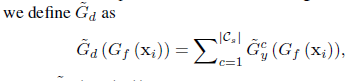 we define G̃_d as
G̃_d (G_f (x_i)) = ∑_{c=1}^{|𝒞_s|} G̃_y^c (G_f (x_i)),